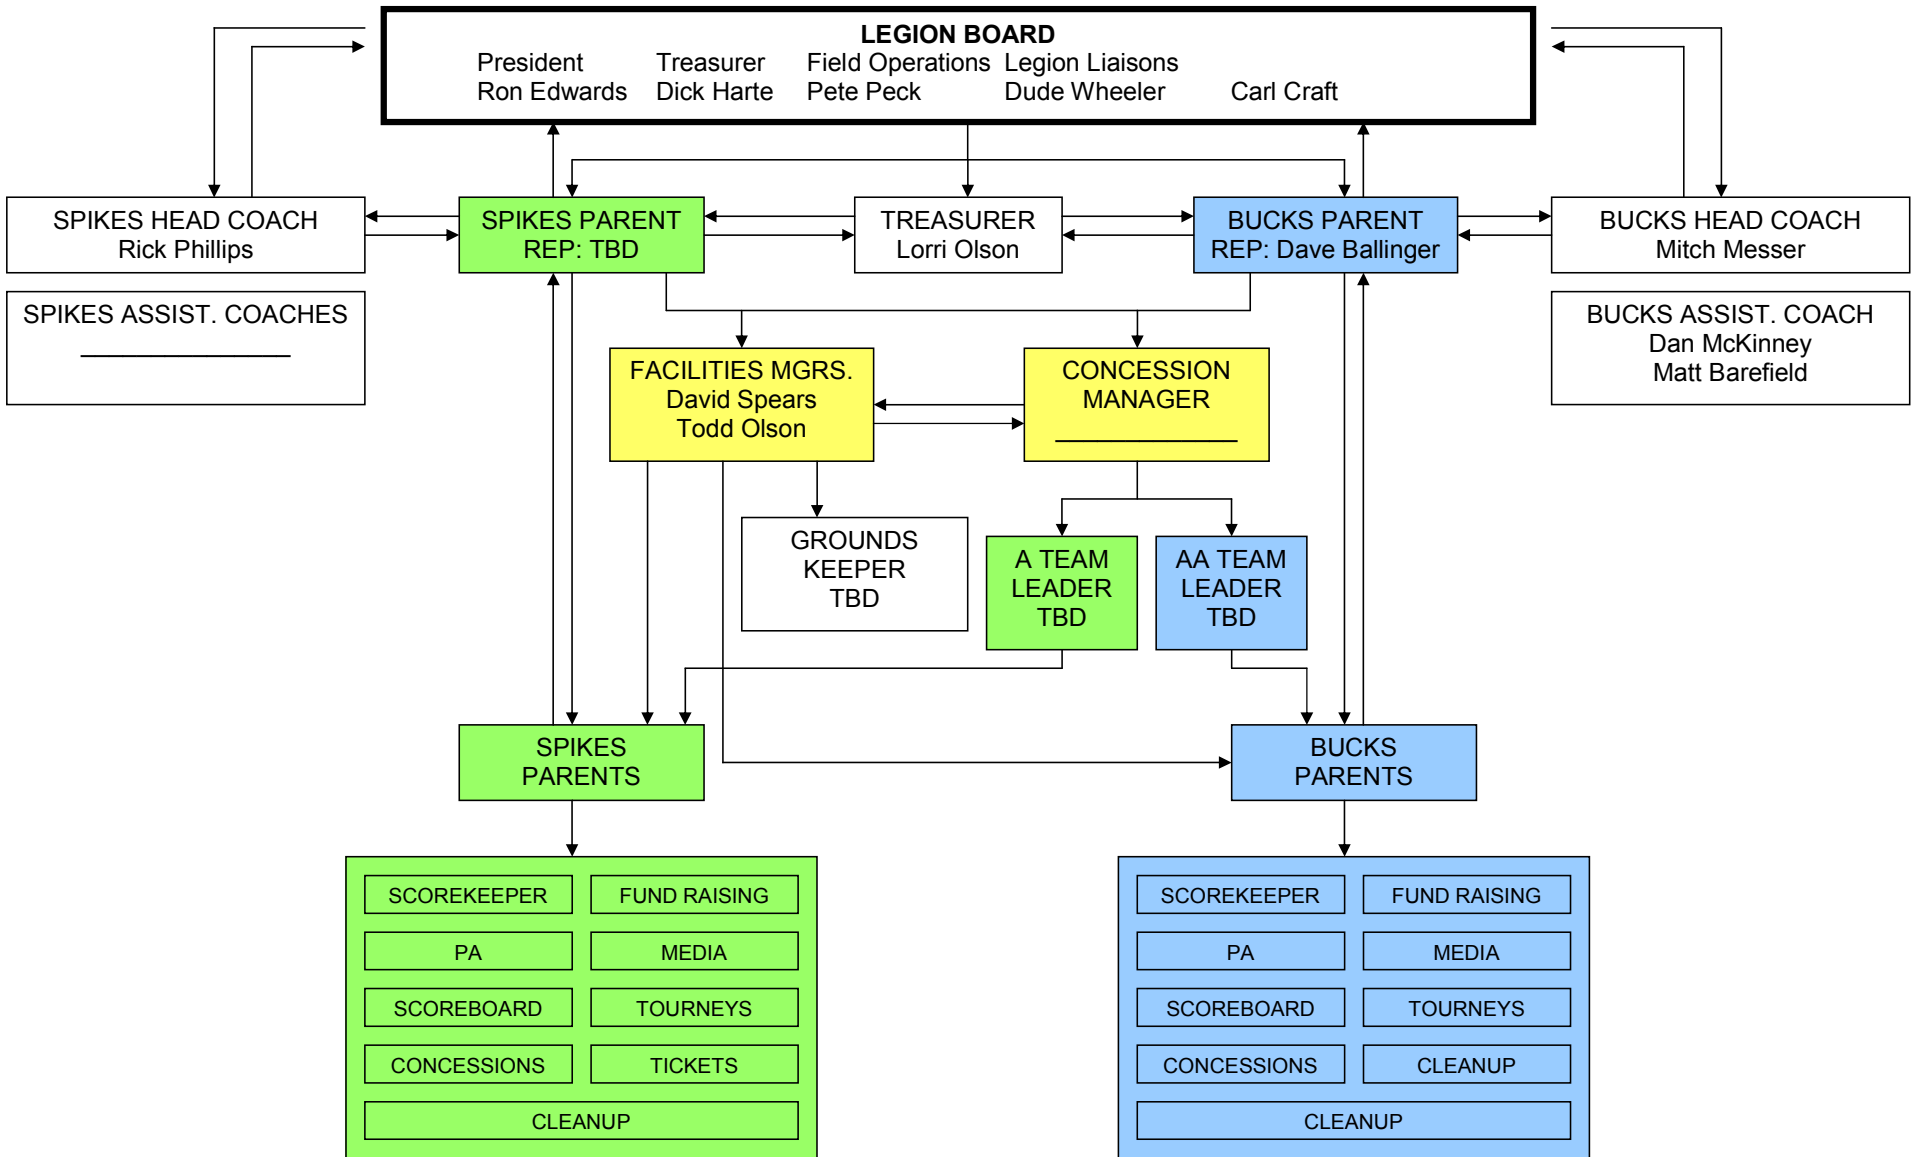 LEGION BOARD
President Treasurer Field Operations Legion Liaisons
Ron Edwards Dick Harte Pete Peck Dude Wheeler Carl Craft
SPIKES HEAD COACH
Rick Phillips
SPIKES PARENT
REP: TBD
TREASURER
Lorri Olson
BUCKS PARENT
REP: Dave Ballinger
BUCKS HEAD COACH
Mitch Messer
SPIKES ASSIST. COACHES
BUCKS ASSIST. COACH
Dan McKinney
Matt Barefield
FACILITIES MGRS.
David Spears
Todd Olson
CONCESSION
MANAGER
GROUNDS
KEEPER
TBD
A TEAM
LEADER
TBD
AA TEAM
LEADER
TBD
SPIKES
PARENTS
BUCKS
PARENTS
SCOREKEEPER
FUND RAISING
PA
MEDIA
SCOREBOARD
TOURNEYS
CONCESSIONS
TICKETS
CLEANUP
SCOREKEEPER
FUND RAISING
PA
MEDIA
SCOREBOARD
TOURNEYS
CONCESSIONS
CLEANUP
CLEANUP